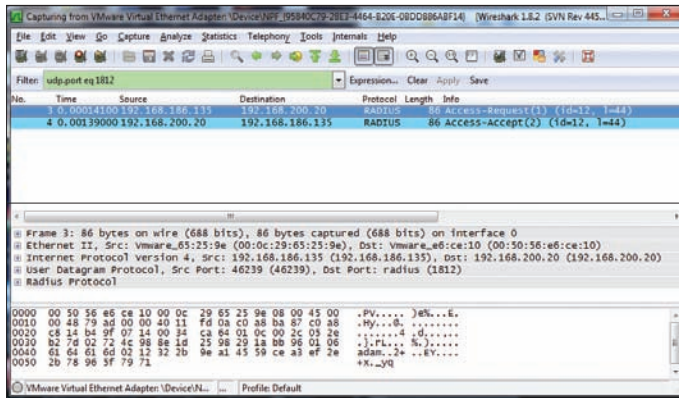 Capturing from VMware Virtual Ethernet Adapter: \Device\NPF_{95840C79-28E3-4464-820E-0BDD8B6A8F14} [Wireshark 1.8.2 (SVN Rev 445...
File Edit View Go Capture Analyze Statistics Telephony Tools Internals Help
Filter: udp.port eq 1812 Expression... Clear Apply Save
No. Time Source Destination Protocol Length Info
3 0.00014100 192.168.186.135 192.168.200.20 RADIUS 86 Access-Request(1) (id=12, l=44)
4 0.00139000 192.168.200.20 192.168.186.135 RADIUS 86 Access-Accept(2) (id=12, l=44)
Frame 3: 86 bytes on wire (688 bits), 86 bytes captured (688 bits) on interface 0
Ethernet II, Src: Vmware_65:25:9e (00:0c:29:65:25:9e), Dst: Vmware_e6:ce:10 (00:50:56:e6:ce:10)
Internet Protocol Version 4, Src: 192.168.186.135 (192.168.186.135), Dst: 192.168.200.20 (192.168.200.20)
User Datagram Protocol, Src Port: 46239 (46239), Dst Port: radius (1812)
Radius Protocol
0000 00 50 56 e6 ce 10 00 0c 29 65 25 9e 08 00 45 00 .PV..... )e%...E.
0010 00 48 79 ad 00 00 40 11 fd 0a c0 a8 ba 87 c0 a8 .Hy...@. ........
0020 c8 14 b4 9f 07 14 00 34 ca 64 01 0c 00 2c 05 2e .......4 .d...,..
0030 b2 7d 02 72 4c 98 8e 1d 25 98 29 1a bb 96 01 06 .}.rL... %.).....
0040 61 64 61 6d 02 12 32 2b 9e a1 45 59 ce a3 ef 2e adam..2+ ..EY....
0050 2b 78 96 5f 79 71 +x._yq
VMware Virtual Ethernet Adapter: \Device\N... ... Profile: Default